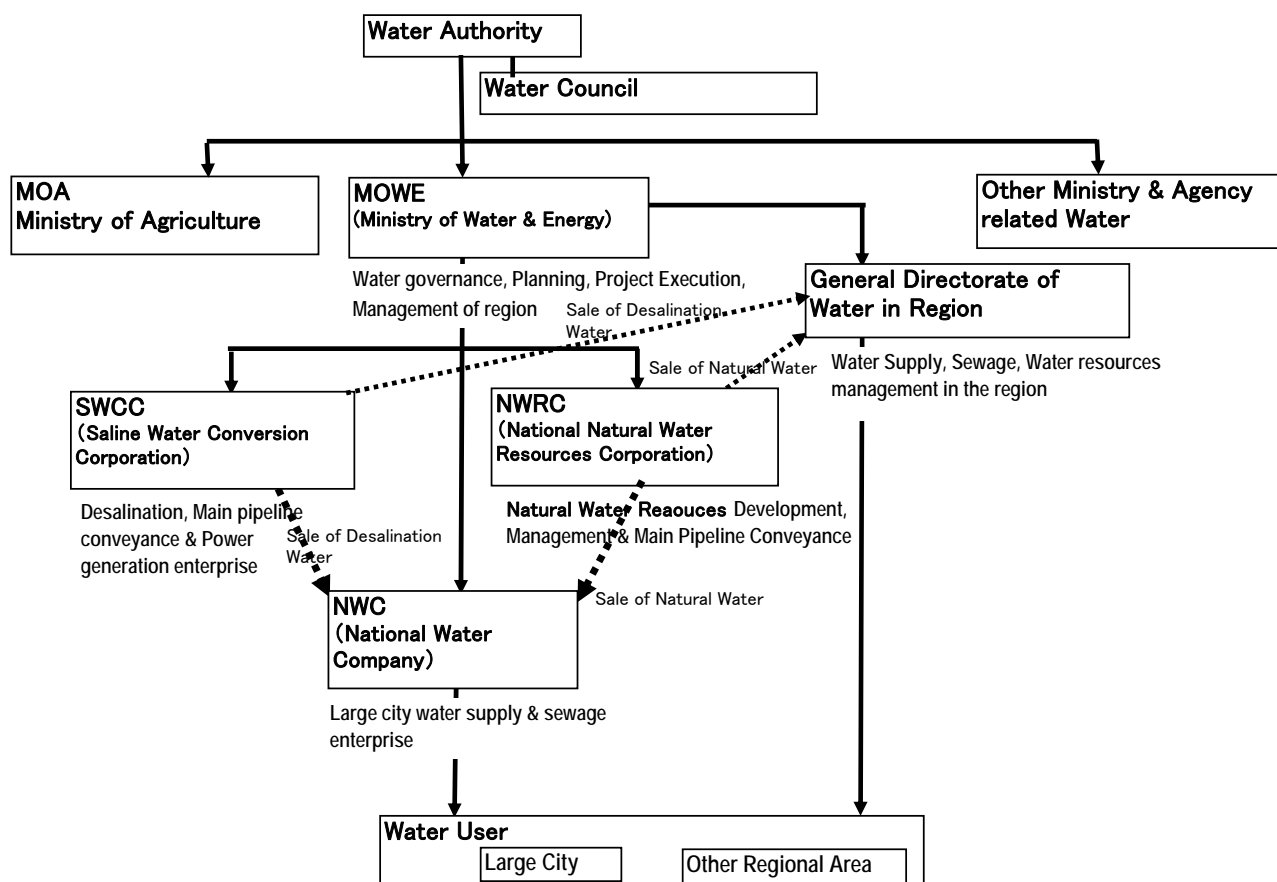 Water Authority
Water Council
MOA
Ministry of Agriculture
MOWE
(Ministry of Water & Energy)
Other Ministry & Agency
related Water
Water governance, Planning, Project Execution,
Management of region
General Directorate of
Water in Region
Sale of Desalination
Water
Sale of Natural Water
Water Supply, Sewage, Water resources
management in the region
SWCC
(Saline Water Conversion
Corporation)
NWRC
(National Natural Water
Resources Corporation)
Desalination, Main pipeline
conveyance & Power
generation enterprise
Sale of Desalination
Water
Natural Water Reaouces Development,
Management & Main Pipeline Conveyance
NWC
(National Water
Company)
Sale of Natural Water
Large city water supply & sewage
enterprise
Water User
Large City
Other Regional Area